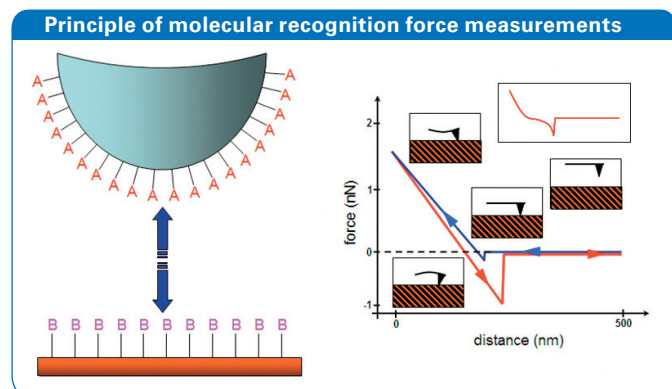 Principle of molecular recognition force measurements
A A A A A A A A A A A A A A A A A A A
B B B B B B B B B B B
force (nN)
2
1
0
-1
0
500
distance (nm)